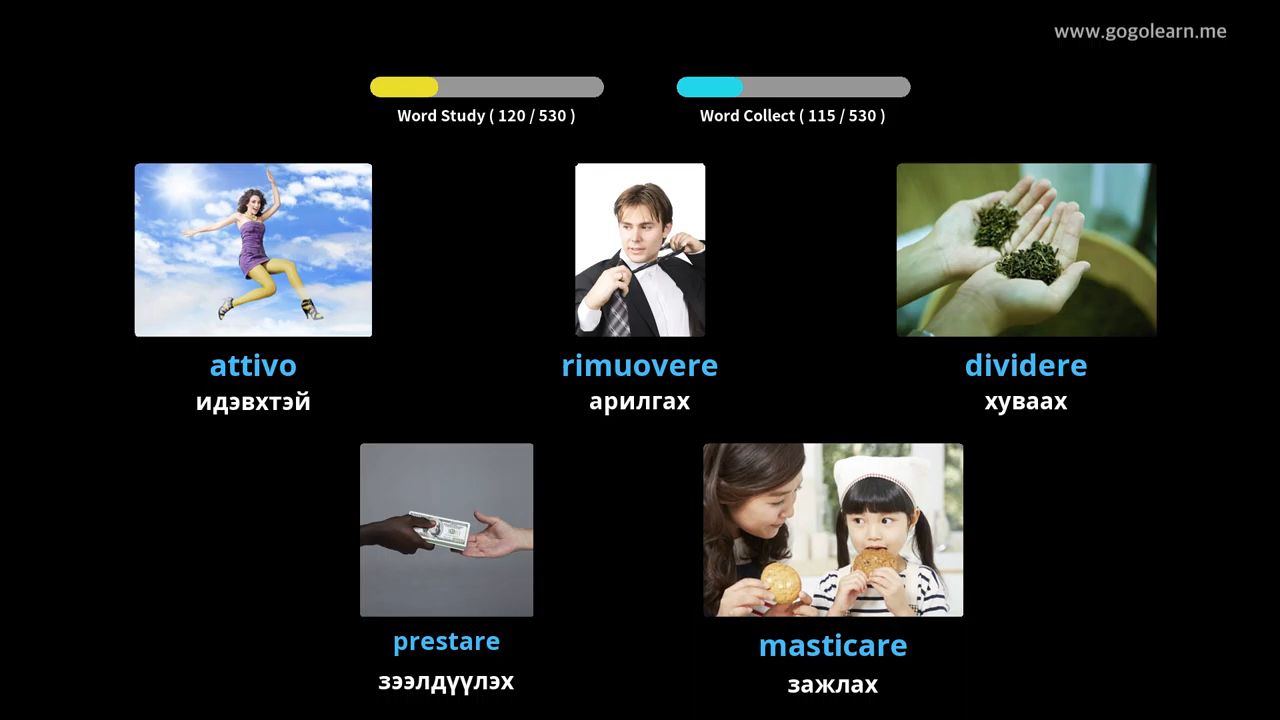 www.gogolearn.me
Word Study ( 120 / 530 )
Word Collect ( 115 / 530 )
attivo
идэвхтэй
rimuovere
арилгах
dividere
хуваах
prestare
зээлдүүлэх
masticare
зажлах